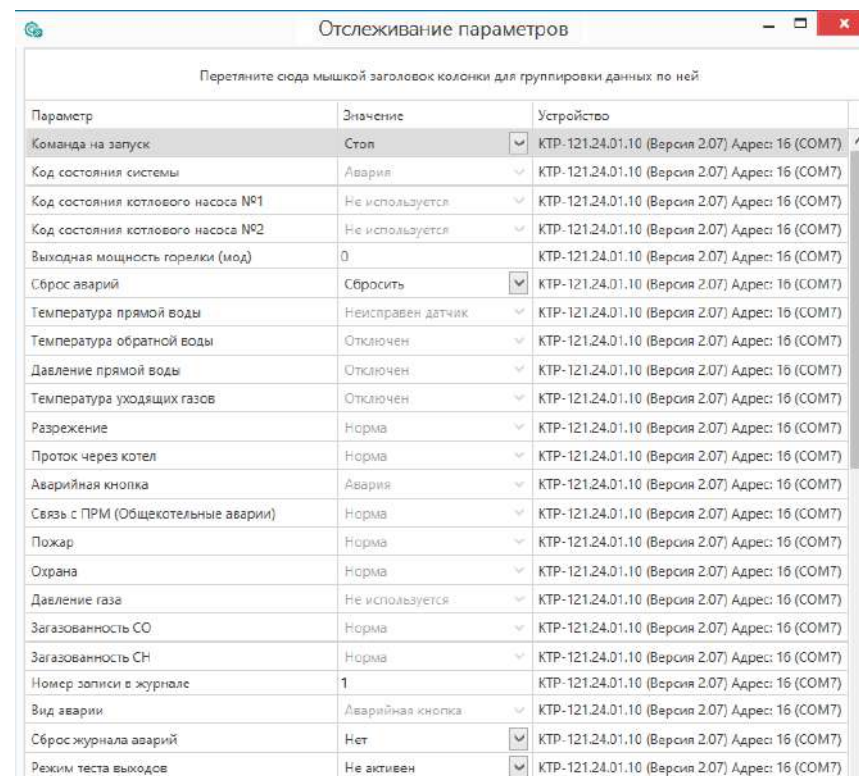 Отслеживание параметров
Перетяните сюда мышкой заголовок колонки для группировки данных по ней
Параметр Значение Устройство
Команда на запуск Стоп КТР-121.24.01.10 (Версия 2.07) Адрес: 16 (COM7)
Код состояния системы Авария КТР-121.24.01.10 (Версия 2.07) Адрес: 16 (COM7)
Код состояния котлового насоса №1 Не используется КТР-121.24.01.10 (Версия 2.07) Адрес: 16 (COM7)
Код состояния котлового насоса №2 Не используется КТР-121.24.01.10 (Версия 2.07) Адрес: 16 (COM7)
Выходная мощность горелки (мод) 0 КТР-121.24.01.10 (Версия 2.07) Адрес: 16 (COM7)
Сброс аварий Сбросить КТР-121.24.01.10 (Версия 2.07) Адрес: 16 (COM7)
Температура прямой воды Неисправен датчик КТР-121.24.01.10 (Версия 2.07) Адрес: 16 (COM7)
Температура обратной воды Отключен КТР-121.24.01.10 (Версия 2.07) Адрес: 16 (COM7)
Давление прямой воды Отключен КТР-121.24.01.10 (Версия 2.07) Адрес: 16 (COM7)
Температура уходящих газов Отключен КТР-121.24.01.10 (Версия 2.07) Адрес: 16 (COM7)
Разрежение Норма КТР-121.24.01.10 (Версия 2.07) Адрес: 16 (COM7)
Проток через котел Норма КТР-121.24.01.10 (Версия 2.07) Адрес: 16 (COM7)
Аварийная кнопка Авария КТР-121.24.01.10 (Версия 2.07) Адрес: 16 (COM7)
Связь с ПРМ (Общекотельные аварии) Норма КТР-121.24.01.10 (Версия 2.07) Адрес: 16 (COM7)
Пожар Норма КТР-121.24.01.10 (Версия 2.07) Адрес: 16 (COM7)
Охрана Норма КТР-121.24.01.10 (Версия 2.07) Адрес: 16 (COM7)
Давление газа Не используется КТР-121.24.01.10 (Версия 2.07) Адрес: 16 (COM7)
Загазованность СО Норма КТР-121.24.01.10 (Версия 2.07) Адрес: 16 (COM7)
Загазованность СН Норма КТР-121.24.01.10 (Версия 2.07) Адрес: 16 (COM7)
Номер записи в журнале 1 КТР-121.24.01.10 (Версия 2.07) Адрес: 16 (COM7)
Вид аварии Аварийная кнопка КТР-121.24.01.10 (Версия 2.07) Адрес: 16 (COM7)
Сброс журнала аварий Нет КТР-121.24.01.10 (Версия 2.07) Адрес: 16 (COM7)
Режим теста выходов Не активен КТР-121.24.01.10 (Версия 2.07) Адрес: 16 (COM7)